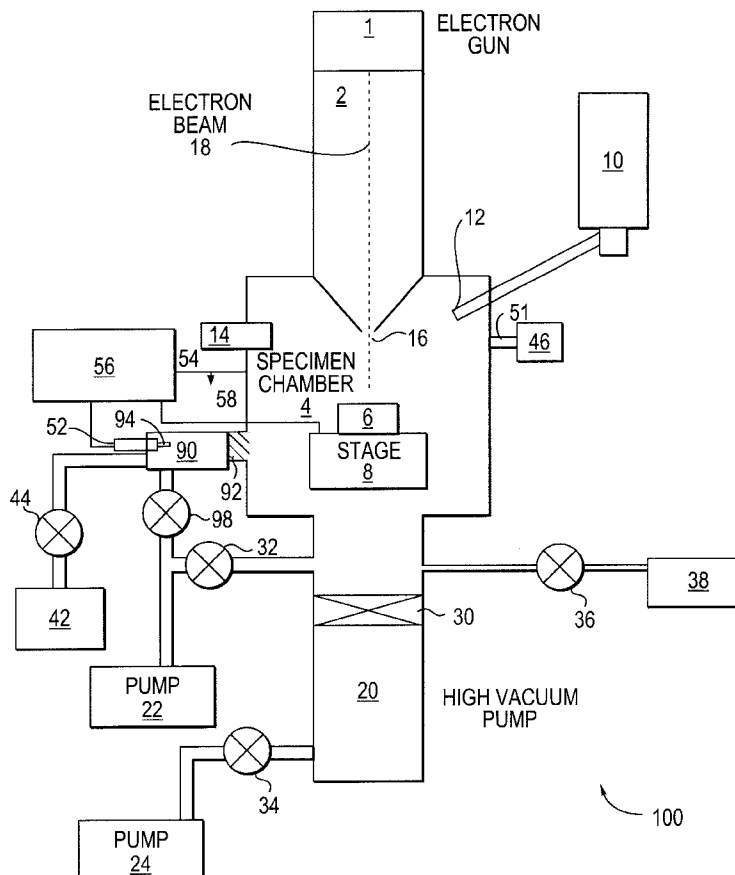 1
ELECTRON
GUN
2
ELECTRON
BEAM
18
10
12
16
51
46
14
SPECIMEN
CHAMBER
4
56
54
58
52
94
90
92
6
STAGE
8
44
98
32
36
38
42
30
PUMP
22
20
HIGH VACUUM
PUMP
34
PUMP
24
100